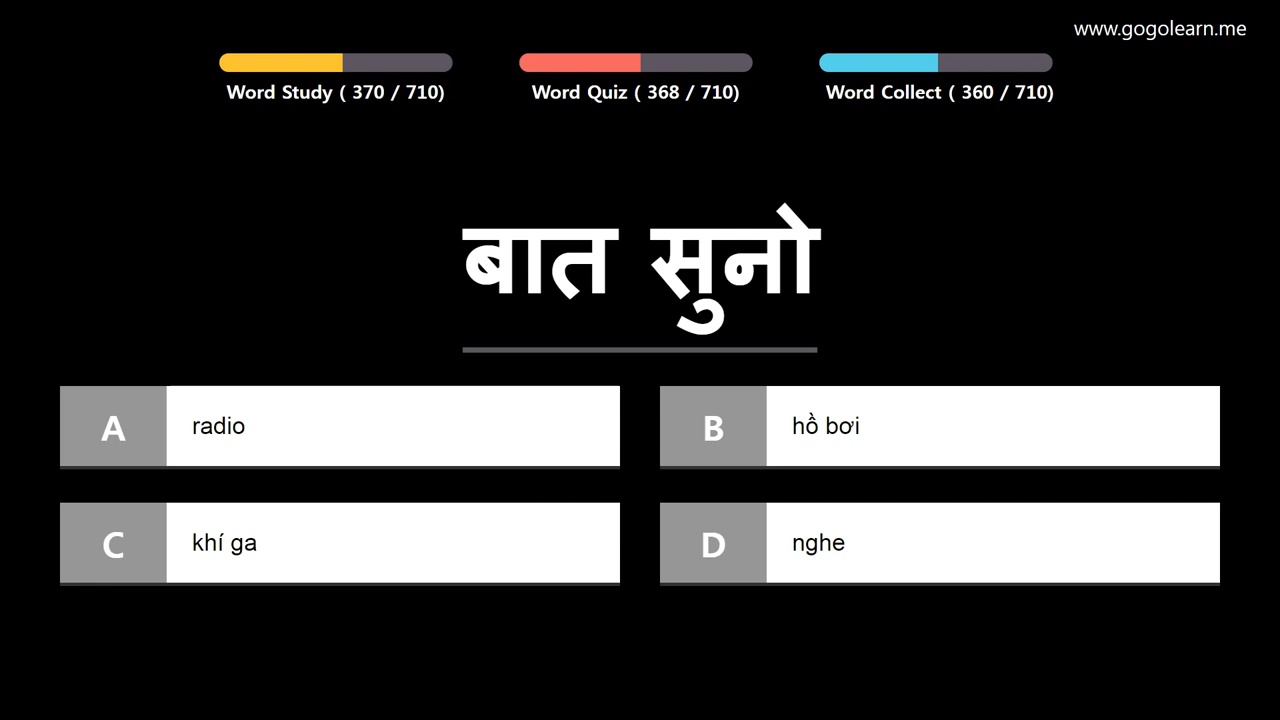 www.gogolearn.me
Word Study ( 370 / 710)
Word Quiz ( 368 / 710)
Word Collect ( 360 / 710)
बात सुनो
A radio
B hồ bơi
C khí ga
D nghe